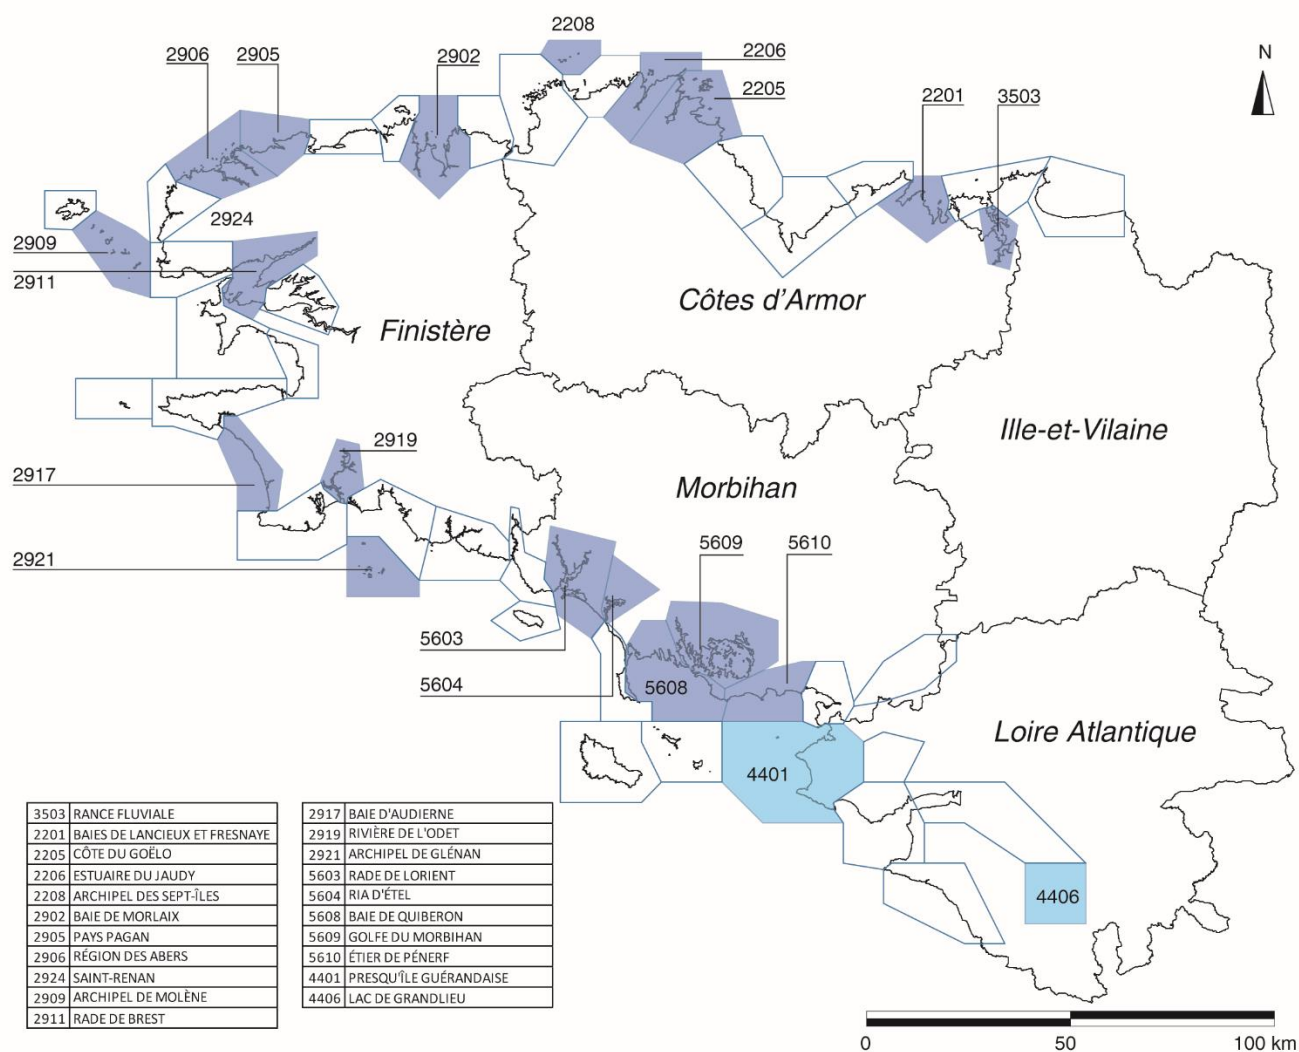 2208
2906
2905
2902
2206
N
2205
2201
3503
2924
2909
2911
Côtes d'Armor
Finistère
Ille-et-Vilaine
2919
2917
Morbihan
5609
5610
2921
5603
5604
5608
Loire Atlantique
4401
4406
3503 RANCE FLUVIALE
2201 BAIES DE LANCIEUX ET FRESNAYE
2205 CÔTE DU GOËLO
2206 ESTUAIRE DU JAUDY
2208 ARCHIPEL DES SEPT-ÎLES
2902 BAIE DE MORLAIX
2905 PAYS PAGAN
2906 RÉGION DES ABERS
2924 SAINT-RENAN
2909 ARCHIPEL DE MOLÈNE
2911 RADE DE BREST
2917 BAIE D'AUDIERNE
2919 RIVIÈRE DE L'ODET
2921 ARCHIPEL DE GLÉNAN
5603 RADE DE LORIENT
5604 RIA D'ÉTEL
5608 BAIE DE QUIBERON
5609 GOLFE DU MORBIHAN
5610 ÉTIER DE PÉNERF
4401 PRESQU'ÎLE GUÉRANDAISE
4406 LAC DE GRANDLIEU
0 50 100 km